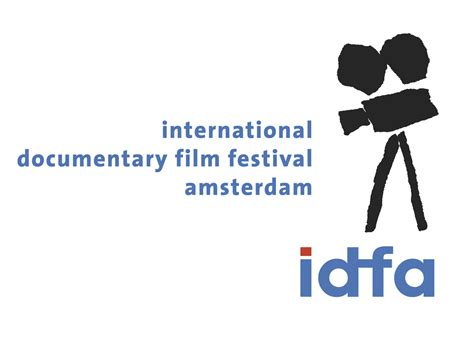 international
documentary film festival
amsterdam
idfa